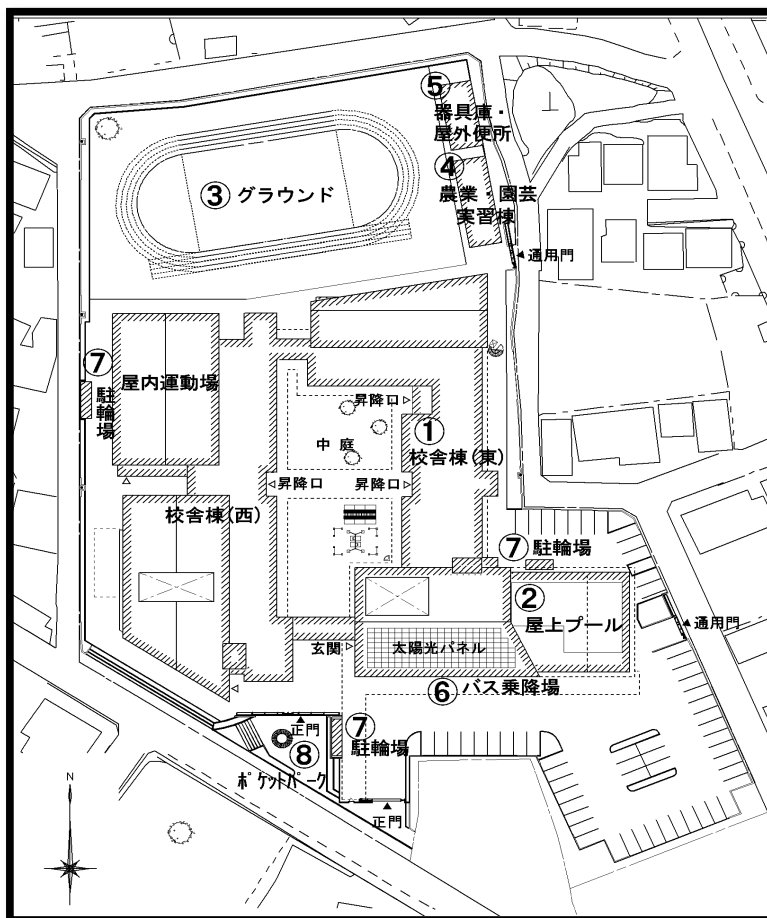 ⑤
器具庫・
屋外便所
④
農業・園芸
実習棟
③ グラウンド
通用門
⑦
駐輪場
屋内運動場
昇降口
①
校舎棟(東)
中庭
昇降口
昇降口
校舎棟(西)
⑦ 駐輪場
②
屋上プール
通用門
玄関
太陽光パネル
⑥ バス乗降場
正門
⑦
駐輪場
⑧
ポケットパーク
正門
N